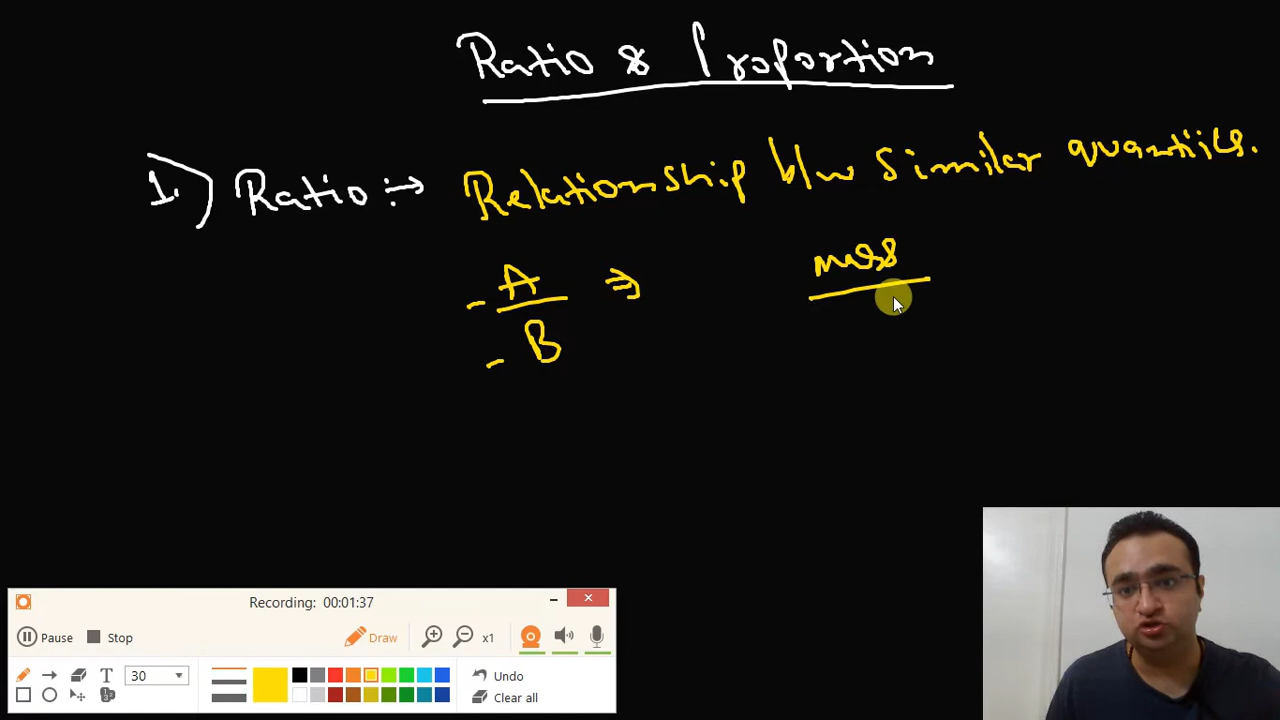 Ratio & Proportion
1.) Ratio :→ Relationship b/w Similar quantiies.
- A ⇒ mass
- B
Recording: 00:01:37
Pause Stop Draw x1
T 30 Undo
Clear all